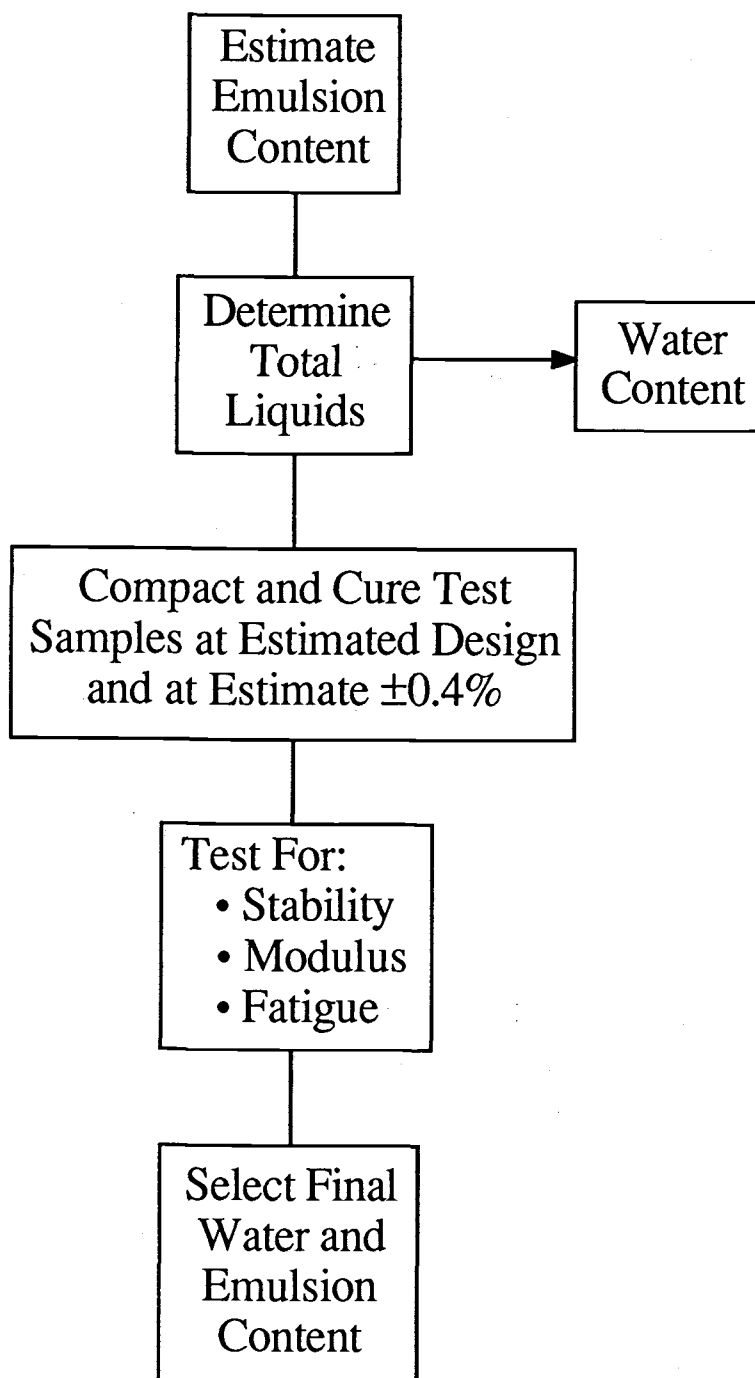 Estimate
Emulsion
Content
Determine
Total
Liquids
Water
Content
Compact and Cure Test
Samples at Estimated Design
and at Estimate ±0.4%
Test For:
• Stability
• Modulus
• Fatigue
Select Final
Water and
Emulsion
Content